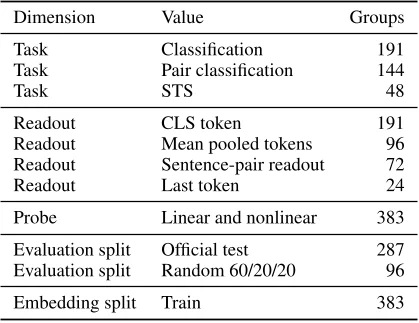 Dimension Value Groups
Task Classification 191
Task Pair classification 144
Task STS 48
Readout CLS token 191
Readout Mean pooled tokens 96
Readout Sentence-pair readout 72
Readout Last token 24
Probe Linear and nonlinear 383
Evaluation split Official test 287
Evaluation split Random 60/20/20 96
Embedding split Train 383